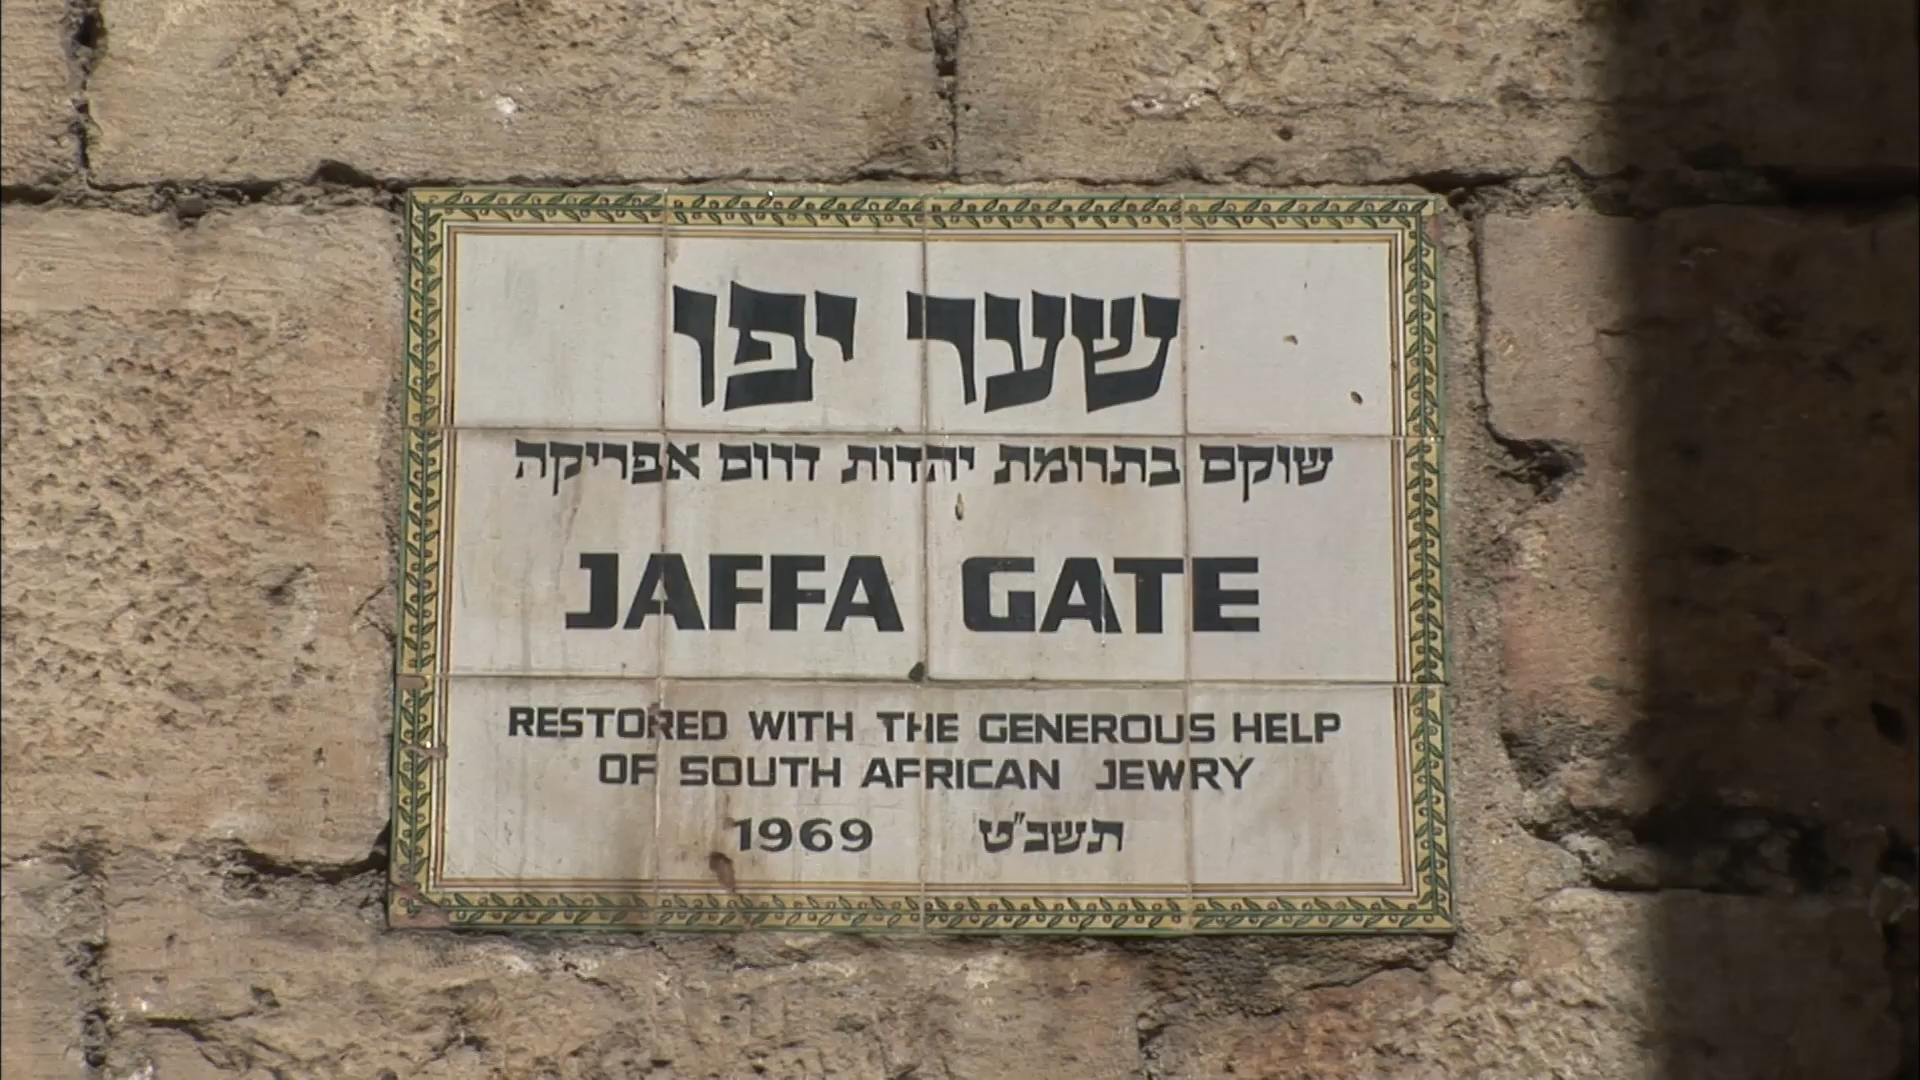 שער יפו
שוקם בתרומת יהדות דרום אפריקה
JAFFA GATE
RESTORED WITH THE GENEROUS HELP
OF SOUTH AFRICAN JEWRY
1969 תשכ"ט